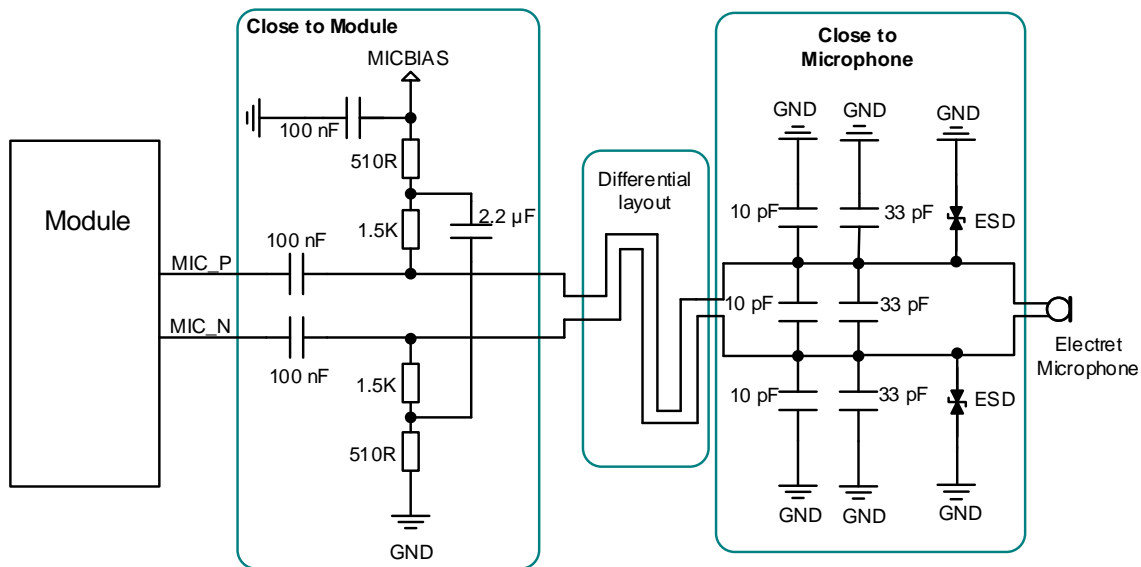 Close to Module
MICBIAS
100 nF
510R
1.5K
2.2 µF
Module
MIC_P
100 nF
MIC_N
100 nF
1.5K
510R
GND
Differential
layout
Close to
Microphone
GND
GND
GND
10 pF
33 pF
ESD
10 pF
33 pF
Electret
Microphone
10 pF
33 pF
ESD
GND
GND
GND